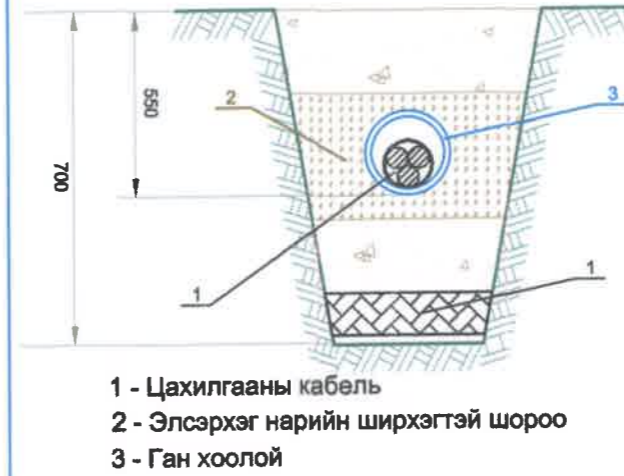 700
550
2
3
1
1
1 - Цахилгааны кабель
2 - Элсэрхэг нарийн ширхэгтэй шороо
3 - Ган хоолой